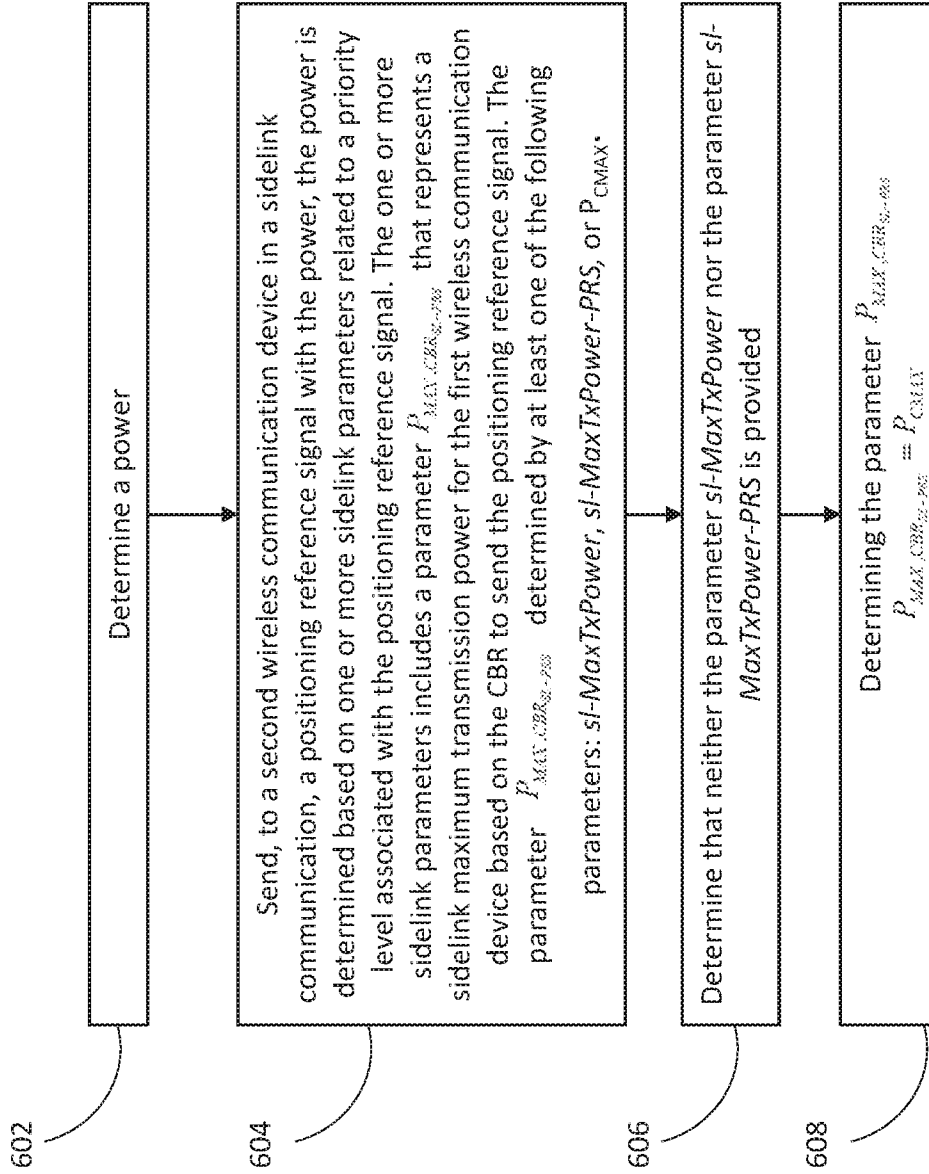 602
Determine a power
604
Send, to a second wireless communication device in a sidelink
communication, a positioning reference signal with the power, the power is
determined based on one or more sidelink parameters related to a priority
level associated with the positioning reference signal. The one or more
sidelink parameters includes a parameter P_MAX,CBR_SL-PRS that represents a
sidelink maximum transmission power for the first wireless communication
device based on the CBR to send the positioning reference signal. The
parameter P_MAX,CBR_SL-PRS determined by at least one of the following
parameters: sl-MaxTxPower, sl-MaxTxPower-PRS, or P_CMAX.
606
Determine that neither the parameter sl-MaxTxPower nor the parameter sl-
MaxTxPower-PRS is provided
608
Determining the parameter P_MAX,CBR_SL-PRS
P_MAX,CBR_SL-PRS = P_CMAX